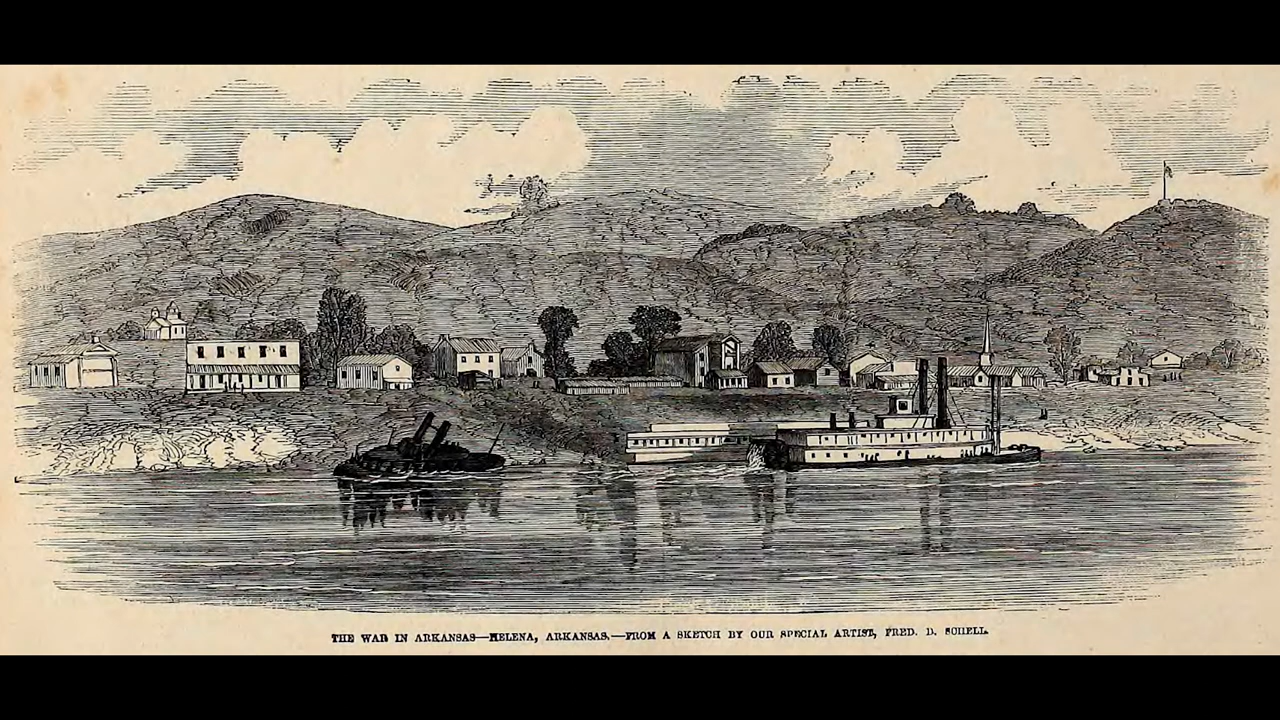 THE WAR IN ARKANSAS—HELENA, ARKANSAS.—FROM A SKETCH BY OUR SPECIAL ARTIST, FRED. B. SCHELL.